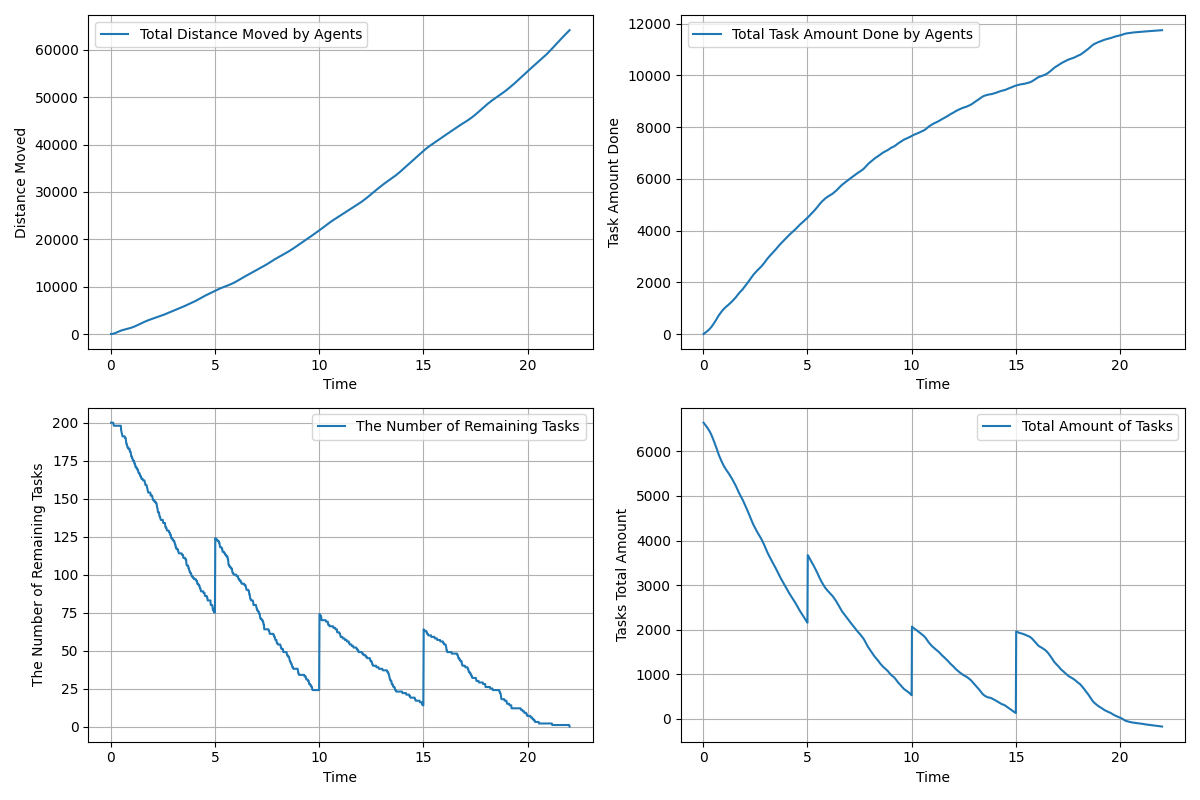 Total Distance Moved by Agents
Distance Moved
60000
50000
40000
30000
20000
10000
0
0 5 10 15 20
Time
Total Task Amount Done by Agents
Task Amount Done
12000
10000
8000
6000
4000
2000
0
0 5 10 15 20
Time
The Number of Remaining Tasks
The Number of Remaining Tasks
200
175
150
125
100
75
50
25
0
0 5 10 15 20
Time
Total Amount of Tasks
Tasks Total Amount
6000
5000
4000
3000
2000
1000
0
0 5 10 15 20
Time